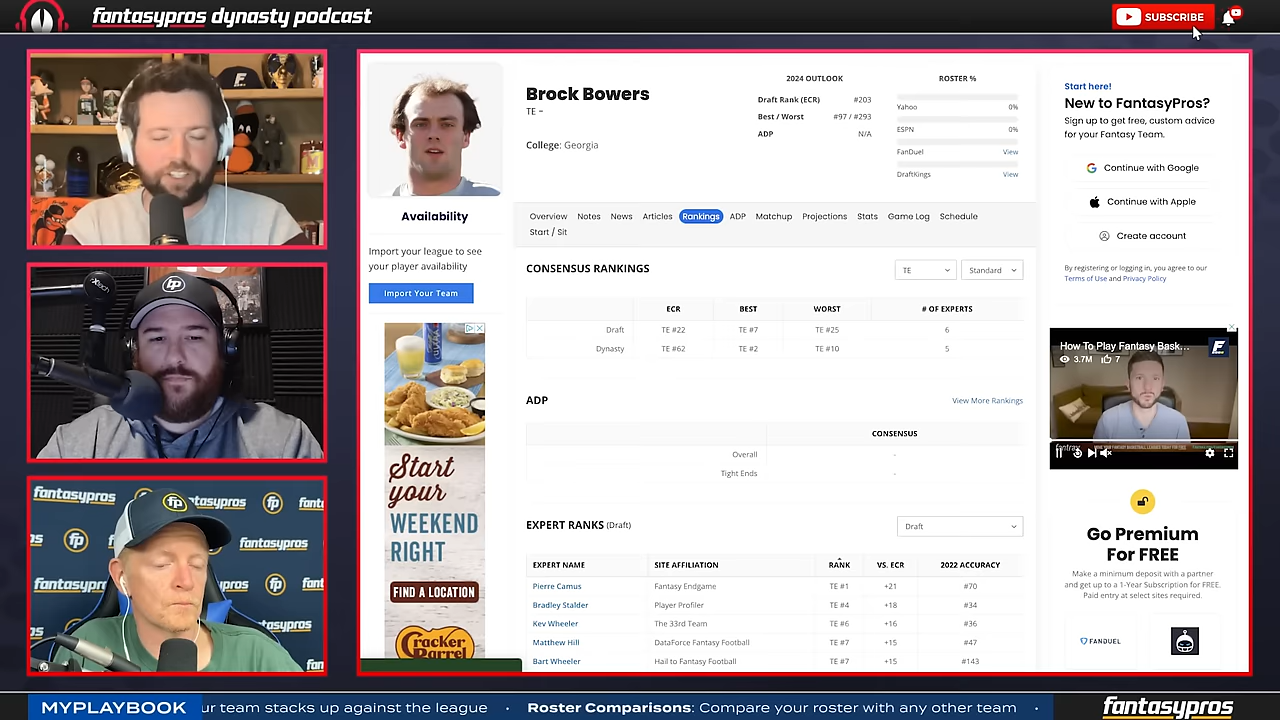 fantasypros dynasty podcast
SUBSCRIBE
Brock Bowers
TE –
College: Georgia
2024 OUTLOOK
Draft Rank (ECR) #203
Best / Worst #97 / #293
ADP N/A
ROSTER %
Yahoo 0%
ESPN 0%
FanDuel View
DraftKings View
Availability
Import your league to see
your player availability
Import Your Team
Start
your
WEEKEND
RIGHT
FIND A LOCATION
Cracker
Barrel
Overview Notes News Articles Rankings ADP Matchup Projections Stats Game Log Schedule
Start / Sit
CONSENSUS RANKINGS
TE Standard
ECR BEST WORST # OF EXPERTS
Draft TE #22 TE #7 TE #25 6
Dynasty TE #62 TE #2 TE #10 5
ADP
View More Rankings
CONSENSUS
Overall -
Tight Ends -
EXPERT RANKS (Draft)
Draft
EXPERT NAME SITE AFFILIATION RANK VS. ECR 2022 ACCURACY
Pierre Camus Fantasy Endgame TE #1 +21 #70
Bradley Stalder Player Profiler TE #4 +18 #34
Kev Wheeler The 33rd Team TE #6 +16 #36
Matthew Hill DataForce Fantasy Football TE #7 +15 #47
Bart Wheeler Hail to Fantasy Football TE #7 +15 #143
Start here!
New to FantasyPros?
Sign up to get free, custom advice
for your Fantasy Team.
Continue with Google
Continue with Apple
Create account
By registering or logging in, you agree to our
Terms of Use and Privacy Policy
How To Play Fantasy Bask...
3.7M 7
Go Premium
For FREE
Make a minimum deposit with a partner
and get up to a 1-Year Subscription for FREE.
Paid entry at select sites required.
FANDUEL
fantasypros
fantasypros
fantasypros
MYPLAYBOOK
ur team stacks up against the league • Roster Comparisons: Compare your roster with any other team •
fantasypros